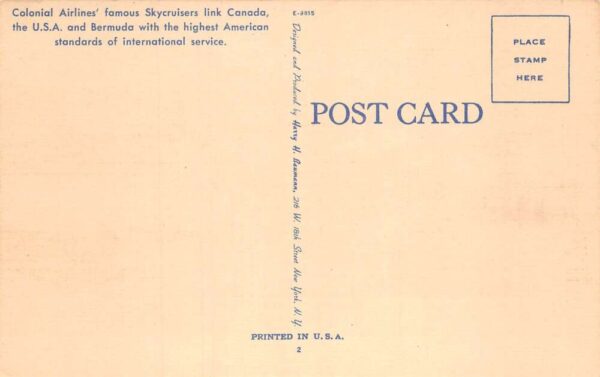 Colonial Airlines' famous Skycruisers link Canada,
the U.S.A. and Bermuda with the highest American
standards of international service.
E-9815
Designed and Produced by Harry H. Baumann, 216 W. 18th Street New York, N. Y.
POST CARD
PLACE
STAMP
HERE
PRINTED IN U. S. A.
2